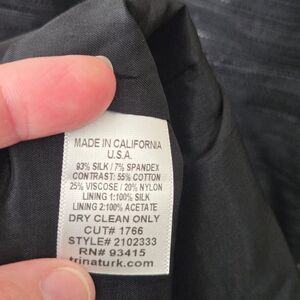 MADE IN CALIFORNIA
U.S.A.
93% SILK / 7% SPANDEX
CONTRAST: 55% COTTON
25% VISCOSE / 20% NYLON
LINING 1:100% SILK
LINING 2:100% ACETATE
DRY CLEAN ONLY
CUT# 1766
STYLE# 2102333
RN# 93415
trinaturk.com